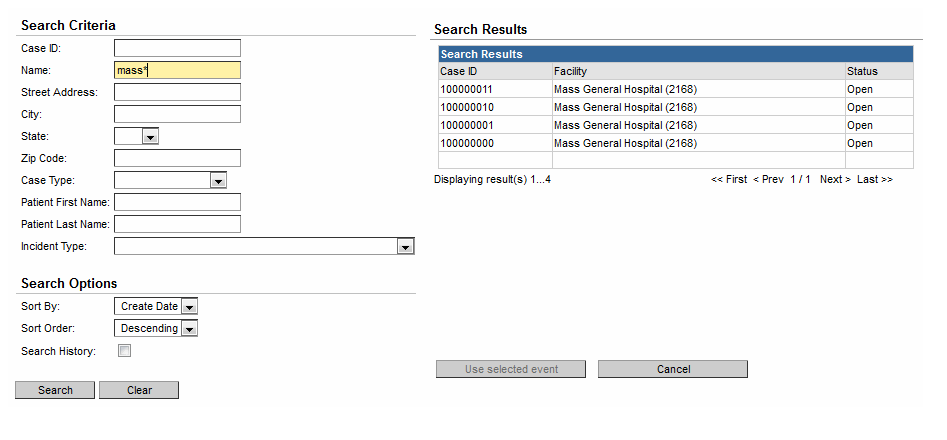 Search Criteria
Case ID:
Name: mass*
Street Address:
City:
State:
Zip Code:
Case Type:
Patient First Name:
Patient Last Name:
Incident Type:
Search Options
Sort By: Create Date
Sort Order: Descending
Search History:
Search Clear
Search Results
Search Results
Case ID Facility Status
100000011 Mass General Hospital (2168) Open
100000010 Mass General Hospital (2168) Open
100000001 Mass General Hospital (2168) Open
100000000 Mass General Hospital (2168) Open
Displaying result(s) 1...4 << First < Prev 1 / 1 Next > Last >>
Use selected event Cancel